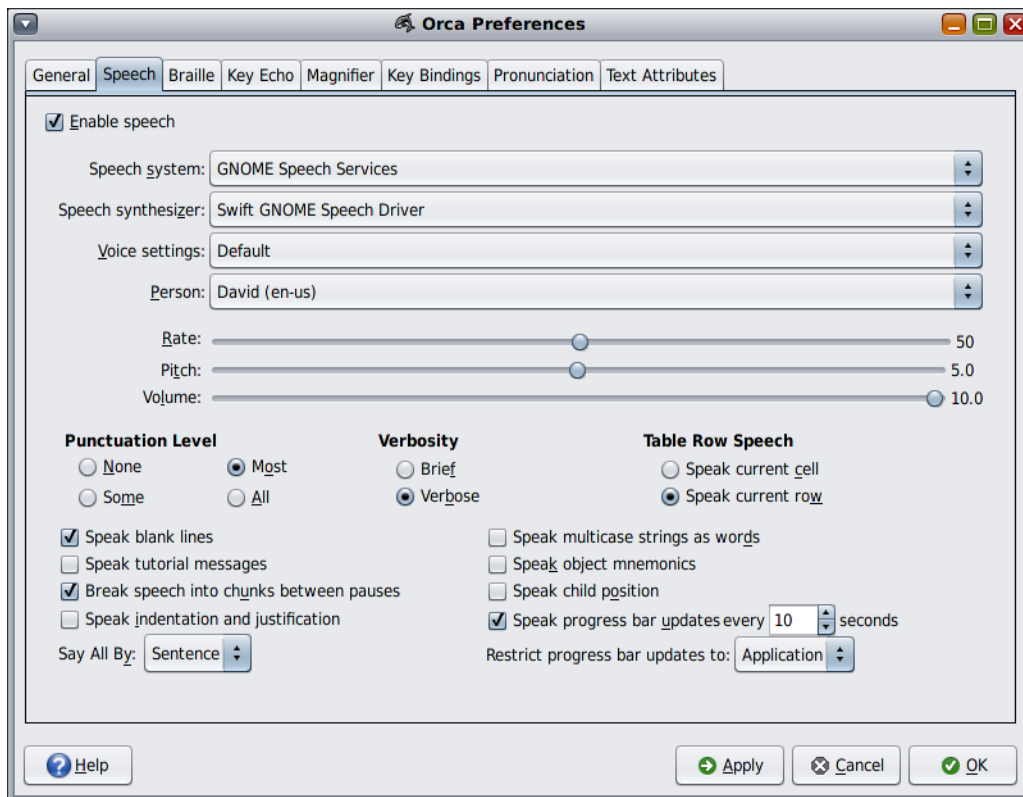 Orca Preferences
General Speech Braille Key Echo Magnifier Key Bindings Pronunciation Text Attributes
Enable speech
Speech system: GNOME Speech Services
Speech synthesizer: Swift GNOME Speech Driver
Voice settings: Default
Person: David (en-us)
Rate: 50
Pitch: 5.0
Volume: 10.0
Punctuation Level Verbosity Table Row Speech
None Most Brief Speak current cell
Some All Verbose Speak current row
Speak blank lines Speak multicase strings as words
Speak tutorial messages Speak object mnemonics
Break speech into chunks between pauses Speak child position
Speak indentation and justification Speak progress bar updates every 10 seconds
Say All By: Sentence Restrict progress bar updates to: Application
Help Apply Cancel OK